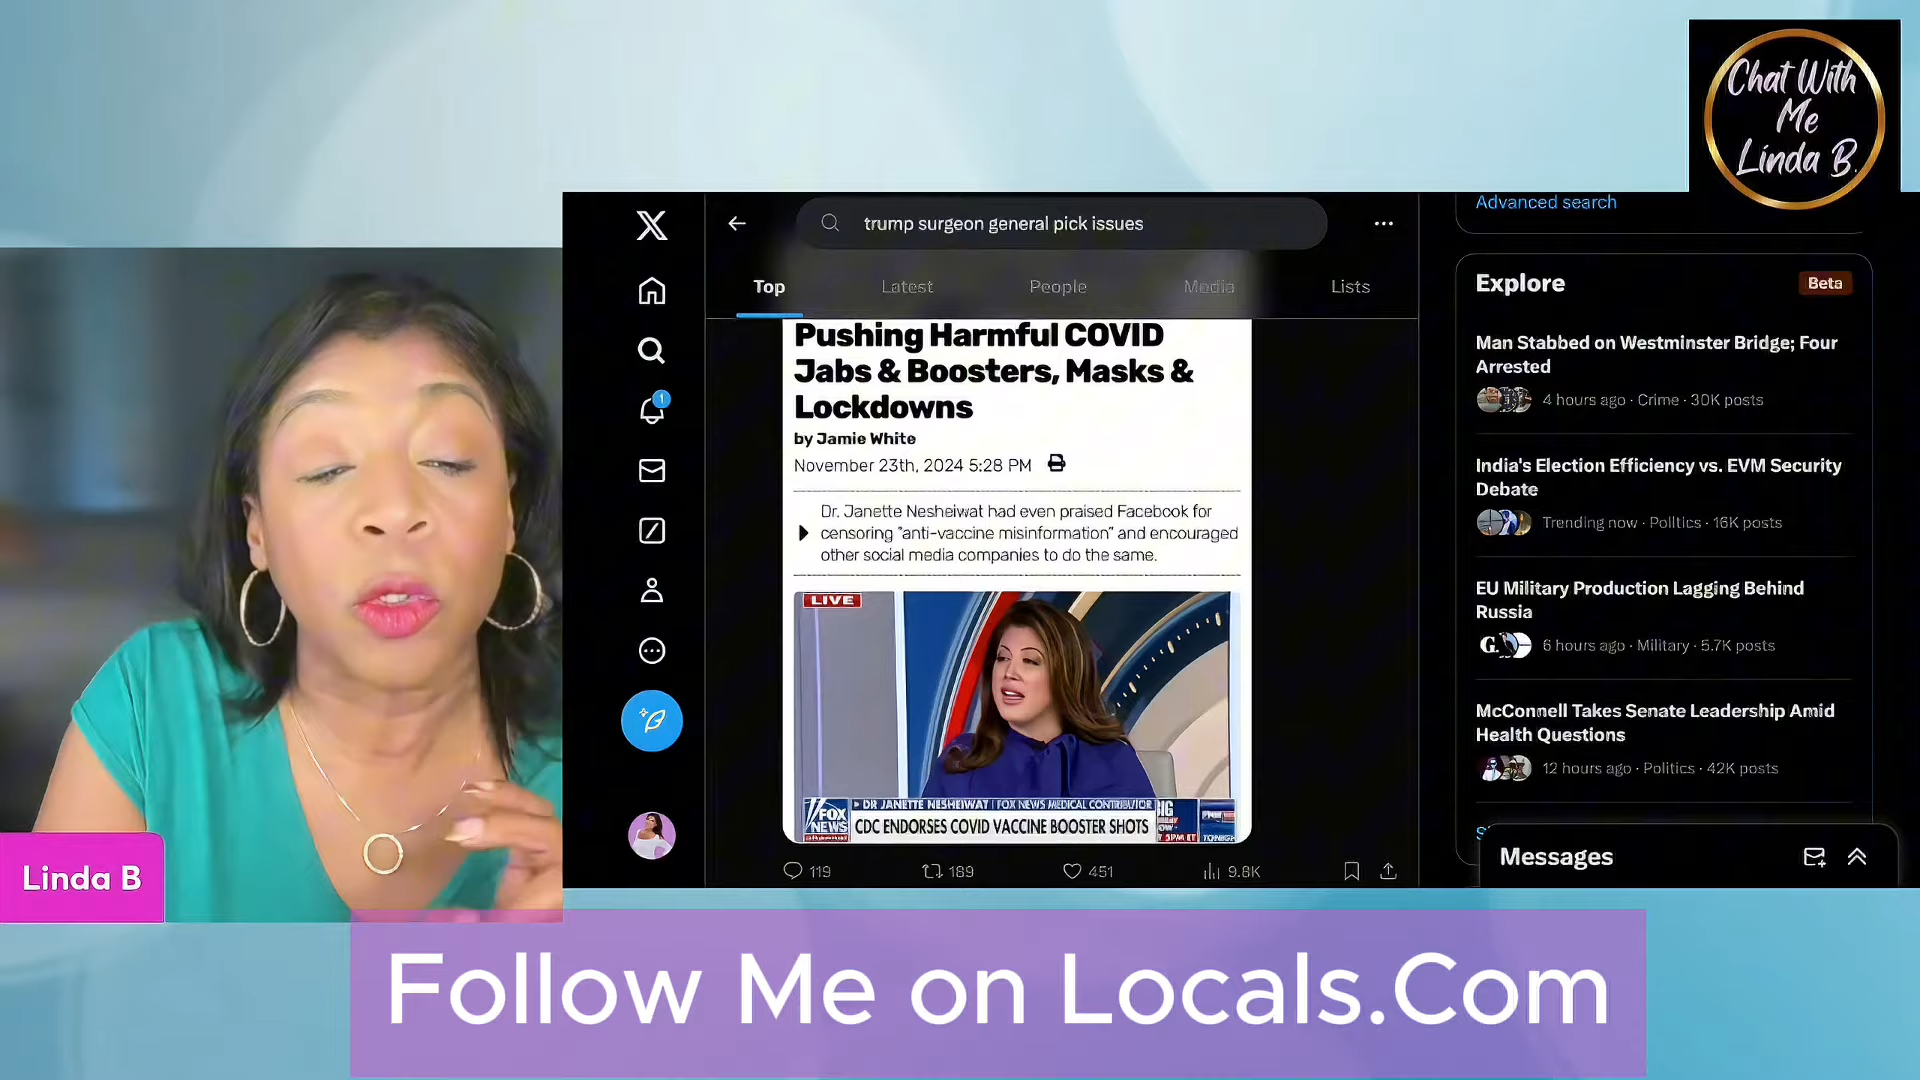 Chat With
Me
Linda B.
trump surgeon general pick issues
Top
Latest
People
Media
Lists
Pushing Harmful COVID
Jabs & Boosters, Masks &
Lockdowns
by Jamie White
November 23th, 2024 5:28 PM
Dr. Janette Nesheiwat had even praised Facebook for
censoring "anti-vaccine misinformation" and encouraged
other social media companies to do the same.
LIVE
FOX
NEWS
DR JANETTE NESHEIWAT | FOX NEWS MEDICAL CONTRIBUTOR
CDC ENDORSES COVID VACCINE BOOSTER SHOTS
5PM ET
TONIGHT
119
189
451
9.8K
1
Advanced search
Explore
Beta
Man Stabbed on Westminster Bridge; Four
Arrested
4 hours ago · Crime · 30K posts
India's Election Efficiency vs. EVM Security
Debate
Trending now · Politics · 16K posts
EU Military Production Lagging Behind
Russia
G.
6 hours ago · Military · 5.7K posts
McConnell Takes Senate Leadership Amid
Health Questions
12 hours ago · Politics · 42K posts
Messages
Linda B
Follow Me on Locals.Com